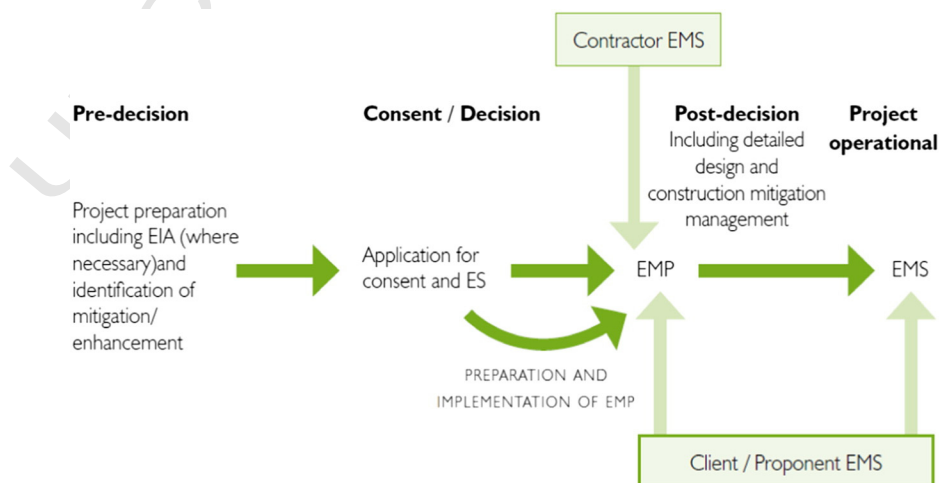 Contractor EMS
Pre-decision
Consent / Decision
Post-decision
Including detailed
design and
construction mitigation
management
Project
operational
Project preparation
including EIA (where
necessary)and
identification of
mitigation/
enhancement
Application for
consent and ES
EMP
EMS
PREPARATION AND
IMPLEMENTATION OF EMP
Client / Proponent EMS